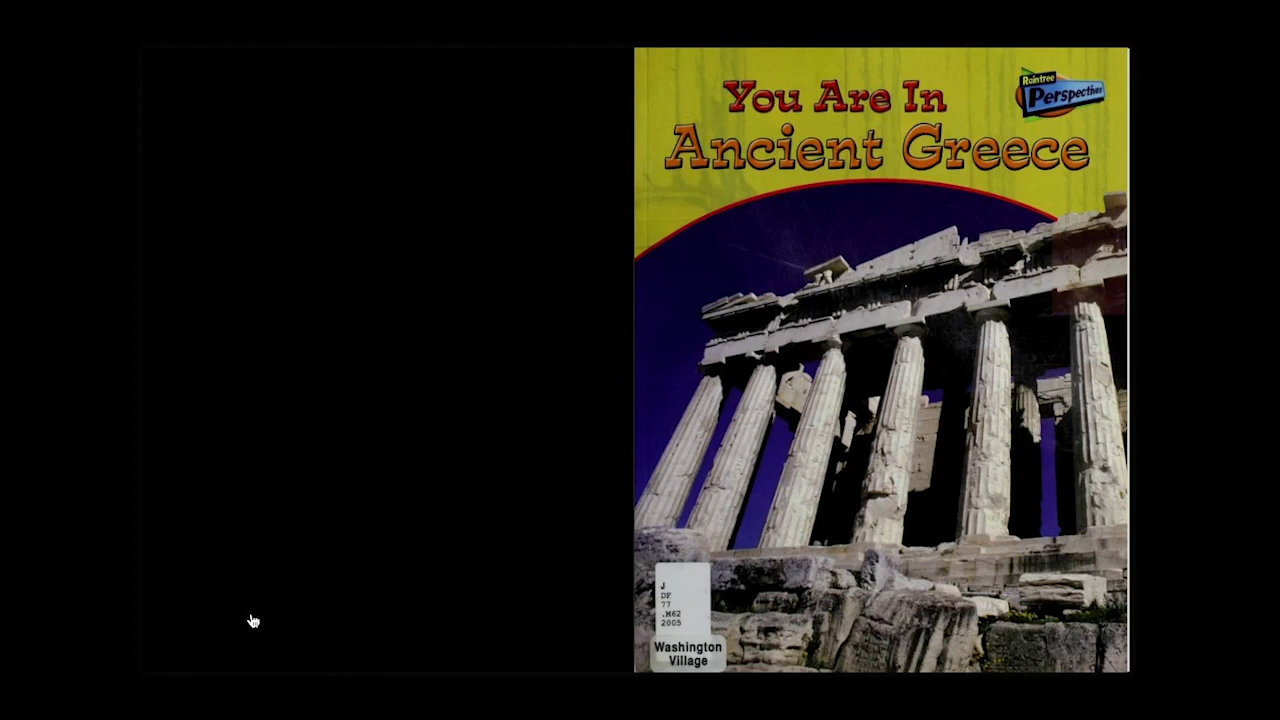 You Are In
Ancient Greece
Raintree
Perspectives
J
DF
77
.M62
2005
Washington
Village